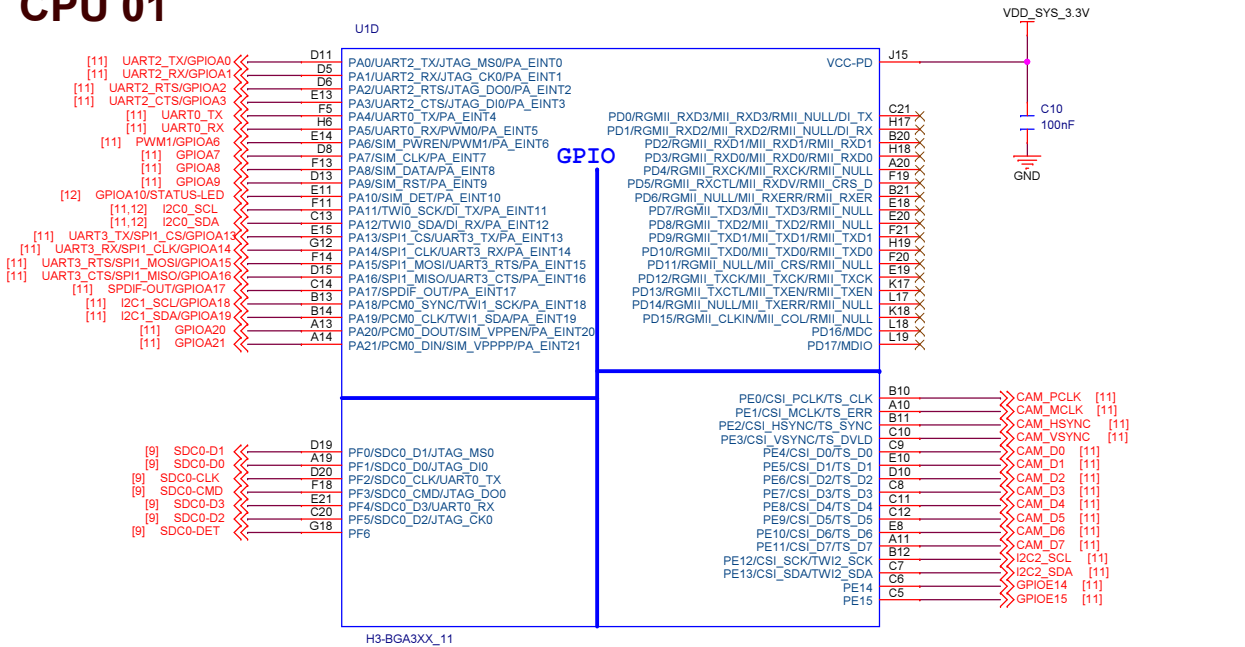 CPU 01
U1D
VDD_SYS_3.3V
[11] UART2_TX/GPIOA0 D11 PA0/UART2_TX/JTAG_MS0/PA_EINT0
[11] UART2_RX/GPIOA1 D5 PA1/UART2_RX/JTAG_CK0/PA_EINT1
[11] UART2_RTS/GPIOA2 D6 PA2/UART2_RTS/JTAG_DO0/PA_EINT2
[11] UART2_CTS/GPIOA3 E13 PA3/UART2_CTS/JTAG_DI0/PA_EINT3
[11] UART0_TX F5 PA4/UART0_TX/PA_EINT4
[11] UART0_RX H6 PA5/UART0_RX/PWM0/PA_EINT5
[11] PWM1/GPIOA6 E14 PA6/SIM_PWREN/PWM1/PA_EINT6
[11] GPIOA7 D8 PA7/SIM_CLK/PA_EINT7
[11] GPIOA8 F13 PA8/SIM_DATA/PA_EINT8
[11] GPIOA9 D13 PA9/SIM_RST/PA_EINT9
[12] GPIOA10/STATUS-LED E11 PA10/SIM_DET/PA_EINT10
[11,12] I2C0_SCL F11 PA11/TWI0_SCK/DI_TX/PA_EINT11
[11,12] I2C0_SDA C13 PA12/TWI0_SDA/DI_RX/PA_EINT12
[11] UART3_TX/SPI1_CS/GPIOA13 E15 PA13/SPI1_CS/UART3_TX/PA_EINT13
[11] UART3_RX/SPI1_CLK/GPIOA14 G12 PA14/SPI1_CLK/UART3_RX/PA_EINT14
[11] UART3_RTS/SPI1_MOSI/GPIOA15 F14 PA15/SPI1_MOSI/UART3_RTS/PA_EINT15
[11] UART3_CTS/SPI1_MISO/GPIOA16 D15 PA16/SPI1_MISO/UART3_CTS/PA_EINT16
[11] SPDIF-OUT/GPIOA17 C14 PA17/SPDIF_OUT/PA_EINT17
[11] I2C1_SCL/GPIOA18 B13 PA18/PCM0_SYNC/TWI1_SCK/PA_EINT18
[11] I2C1_SDA/GPIOA19 B14 PA19/PCM0_CLK/TWI1_SDA/PA_EINT19
[11] GPIOA20 A13 PA20/PCM0_DOUT/SIM_VPPEN/PA_EINT20
[11] GPIOA21 A14 PA21/PCM0_DIN/SIM_VPPPP/PA_EINT21
GPIO
VCC-PD J15
C10
100nF
GND
PD0/RGMII_RXD3/MII_RXD3/RMII_NULL/DI_TX C21
PD1/RGMII_RXD2/MII_RXD2/RMII_NULL/DI_RX H17
PD2/RGMII_RXD1/MII_RXD1/RMII_RXD1 B20
PD3/RGMII_RXD0/MII_RXD0/RMII_RXD0 H18
PD4/RGMII_RXCK/MII_RXCK/RMII_NULL A20
PD5/RGMII_RXCTL/MII_RXDV/RMII_CRS_D F19
PD6/RGMII_NULL/MII_RXERR/RMII_RXER B21
PD7/RGMII_TXD3/MII_TXD3/RMII_NULL E18
PD8/RGMII_TXD2/MII_TXD2/RMII_NULL E20
PD9/RGMII_TXD1/MII_TXD1/RMII_TXD1 F21
PD10/RGMII_TXD0/MII_TXD0/RMII_TXD0 H19
PD11/RGMII_NULL/MII_CRS/RMII_NULL F20
PD12/RGMII_TXCK/MII_TXCK/RMII_TXCK E19
PD13/RGMII_TXCTL/MII_TXEN/RMII_TXEN K17
PD14/RGMII_NULL/MII_TXERR/RMII_NULL L17
PD15/RGMII_CLKIN/MII_COL/RMII_NULL K18
PD16/MDC L18
PD17/MDIO L19
[9] SDC0-D1 D19 PF0/SDC0_D1/JTAG_MS0
[9] SDC0-D0 A19 PF1/SDC0_D0/JTAG_DI0
[9] SDC0-CLK D20 PF2/SDC0_CLK/UART0_TX
[9] SDC0-CMD F18 PF3/SDC0_CMD/JTAG_DO0
[9] SDC0-D3 E21 PF4/SDC0_D3/UART0_RX
[9] SDC0-D2 C20 PF5/SDC0_D2/JTAG_CK0
[9] SDC0-DET G18 PF6
PE0/CSI_PCLK/TS_CLK B10 CAM_PCLK [11]
PE1/CSI_MCLK/TS_ERR A10 CAM_MCLK [11]
PE2/CSI_HSYNC/TS_SYNC B11 CAM_HSYNC [11]
PE3/CSI_VSYNC/TS_DVLD C10 CAM_VSYNC [11]
PE4/CSI_D0/TS_D0 C9 CAM_D0 [11]
PE5/CSI_D1/TS_D1 E10 CAM_D1 [11]
PE6/CSI_D2/TS_D2 D10 CAM_D2 [11]
PE7/CSI_D3/TS_D3 C8 CAM_D3 [11]
PE8/CSI_D4/TS_D4 C11 CAM_D4 [11]
PE9/CSI_D5/TS_D5 C12 CAM_D5 [11]
PE10/CSI_D6/TS_D6 E8 CAM_D6 [11]
PE11/CSI_D7/TS_D7 A11 CAM_D7 [11]
PE12/CSI_SCK/TWI2_SCK B12 I2C2_SCL [11]
PE13/CSI_SDA/TWI2_SDA C7 I2C2_SDA [11]
PE14 C6 GPIOE14 [11]
PE15 C5 GPIOE15 [11]
H3-BGA3XX_11